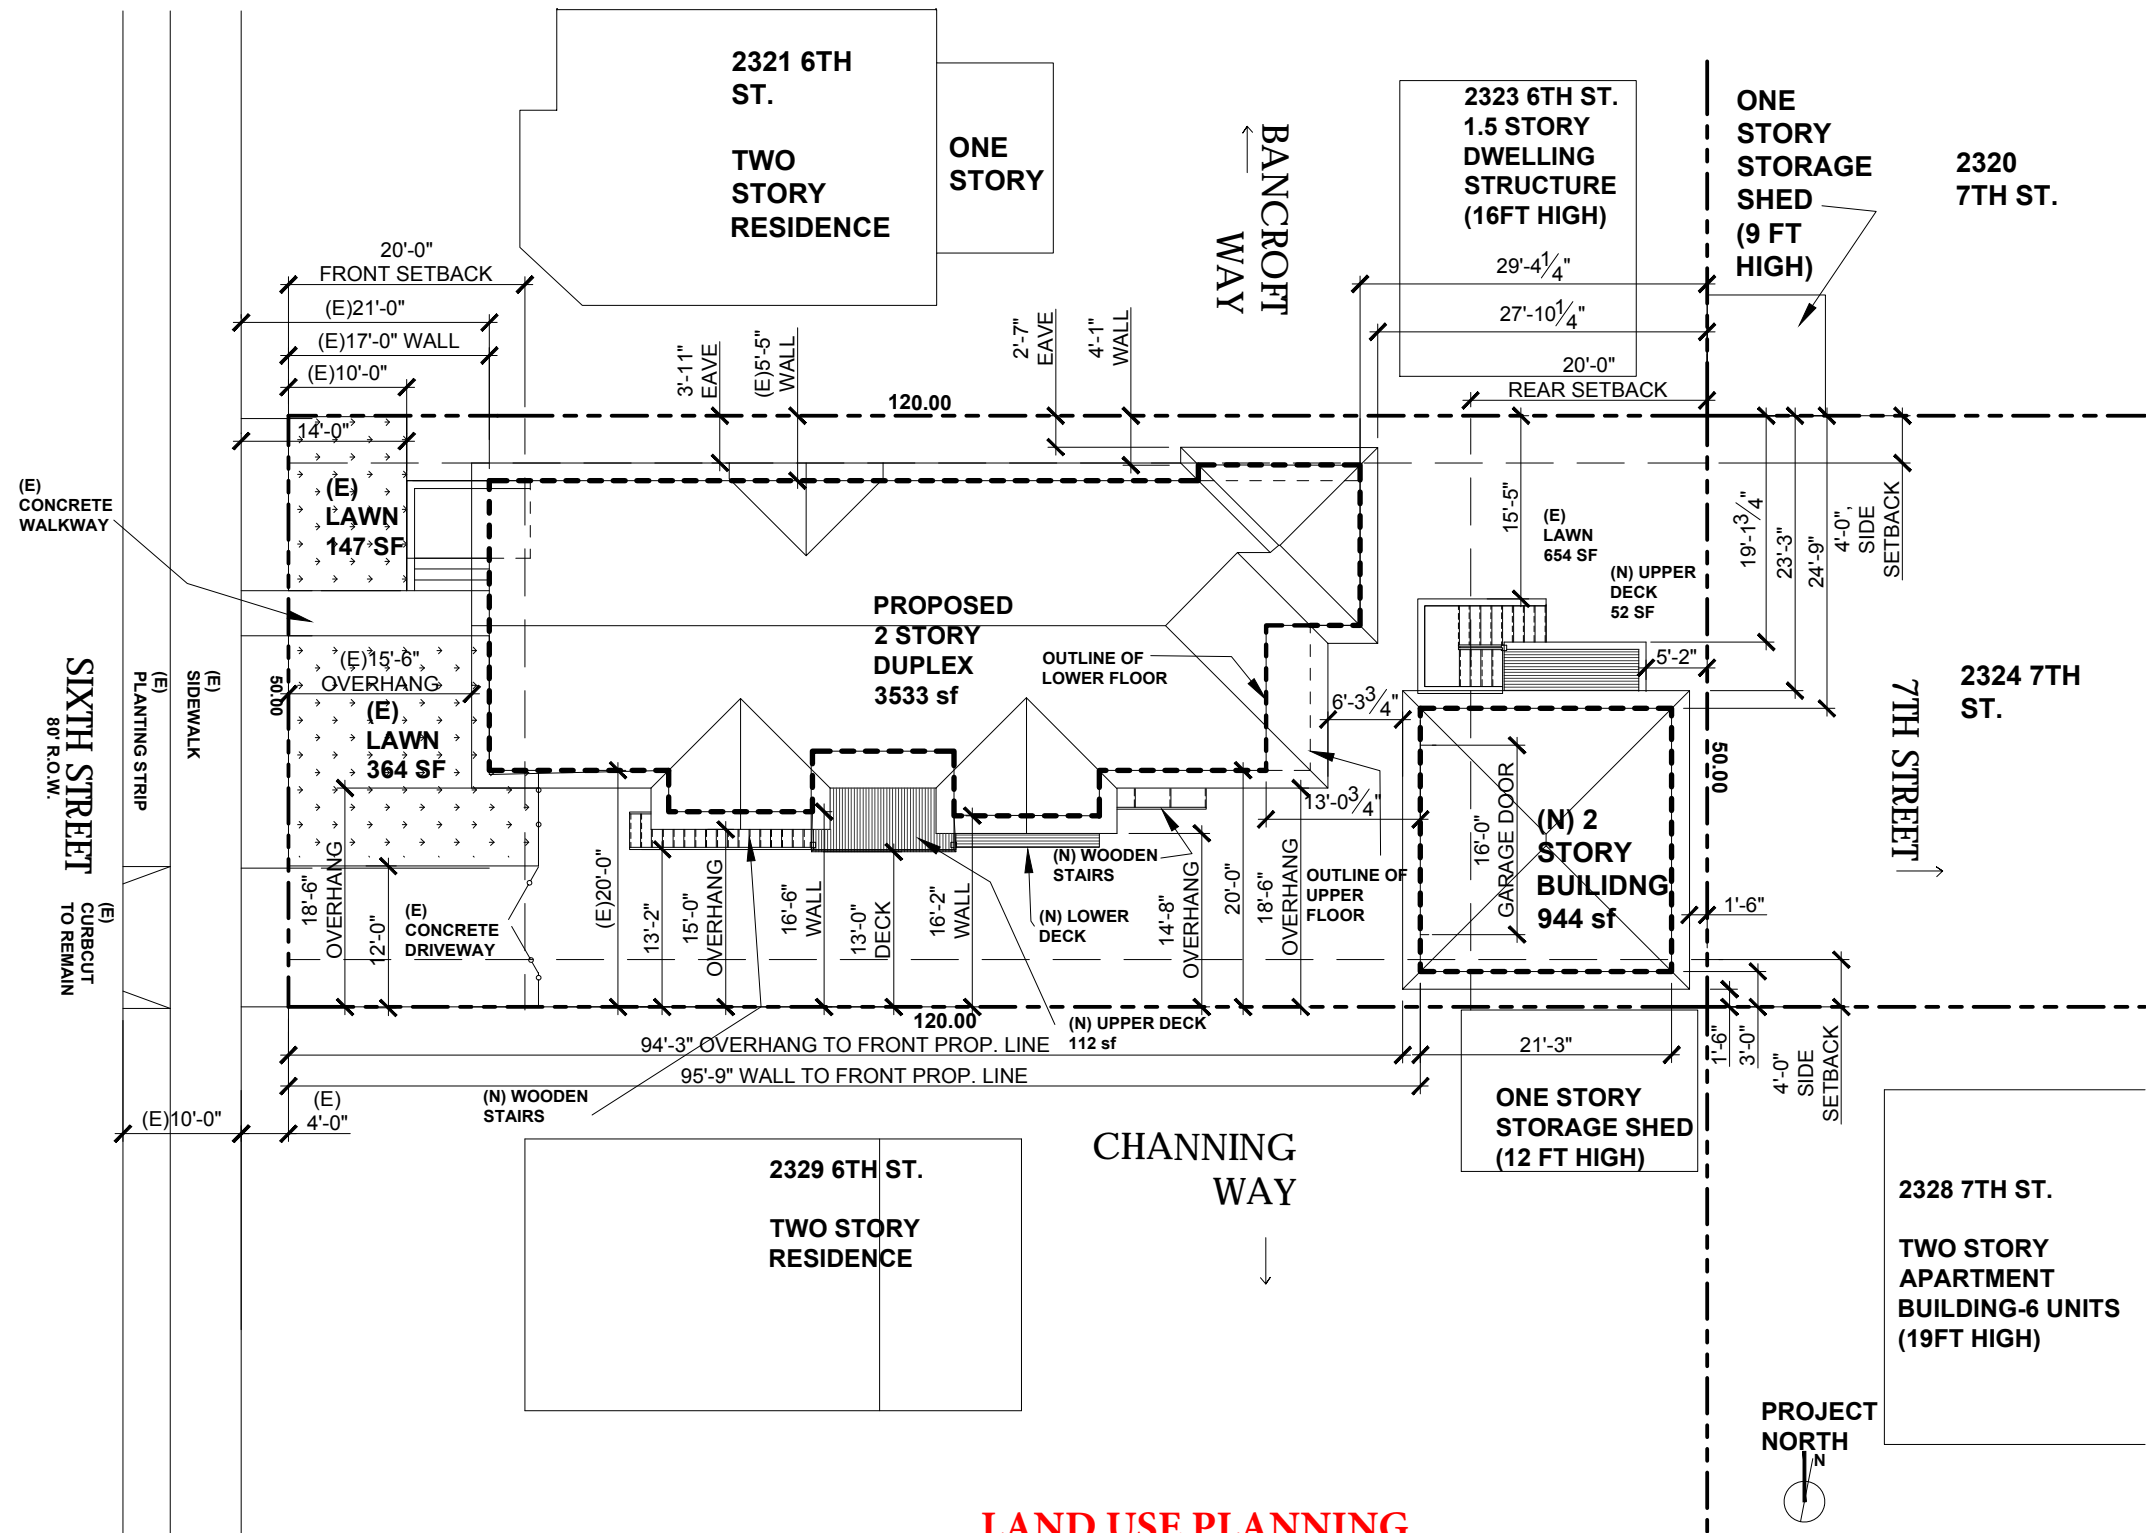 2321 6TH
ST.
TWO
STORY
RESIDENCE
ONE
STORY
BANCROFT
WAY
2323 6TH ST.
1.5 STORY
DWELLING
STRUCTURE
(16FT HIGH)
ONE
STORY
STORAGE
SHED
(9 FT
HIGH)
2320
7TH ST.
20'-0"
FRONT SETBACK
(E)21'-0"
(E)17'-0" WALL
(E)10'-0"
14'-0"
3'-11"
EAVE
(E)5'-5"
WALL
2'-7"
EAVE
4'-1"
WALL
29'-4 1/4"
27'-10 1/4"
20'-0"
REAR SETBACK
120.00
(E)
CONCRETE
WALKWAY
(E)
LAWN
147 SF
15'-5"
(E)
LAWN
654 SF
(N) UPPER
DECK
52 SF
19'-1 3/4"
23'-3"
24'-9"
4'-0",
SIDE
SETBACK
PROPOSED
2 STORY
DUPLEX
3533 sf
OUTLINE OF
LOWER FLOOR
5'-2"
6'-3 3/4"
2324 7TH
ST.
7TH STREET
SIXTH STREET
80' R.O.W.
(E)
PLANTING STRIP
(E)
SIDEWALK
50.00
(E)15'-6"
OVERHANG
(E)
LAWN
364 SF
50.00
13'-0 3/4"
16'-0"
GARAGE DOOR
(N) 2
STORY
BUILIDNG
944 sf
18'-6"
OVERHANG
12'-0"
(E)
CONCRETE
DRIVEWAY
(E)20'-0"
13'-2"
15'-0"
OVERHANG
16'-6"
WALL
13'-0"
DECK
16'-2"
WALL
(N) WOODEN
STAIRS
(N) LOWER
DECK
14'-8"
OVERHANG
20'-0"
18'-6"
OVERHANG
OUTLINE OF
UPPER
FLOOR
1'-6"
(E)
CURBCUT
TO REMAIN
120.00
(N) UPPER DECK
112 sf
94'-3" OVERHANG TO FRONT PROP. LINE
95'-9" WALL TO FRONT PROP. LINE
21'-3"
1'-6"
3'-0"
4'-0"
SIDE
SETBACK
(E)10'-0"
(E)
4'-0"
(N) WOODEN
STAIRS
ONE STORY
STORAGE SHED
(12 FT HIGH)
CHANNING
WAY
2329 6TH ST.
TWO STORY
RESIDENCE
2328 7TH ST.
TWO STORY
APARTMENT
BUILDING-6 UNITS
(19FT HIGH)
PROJECT
NORTH
N
LAND USE PLANNING